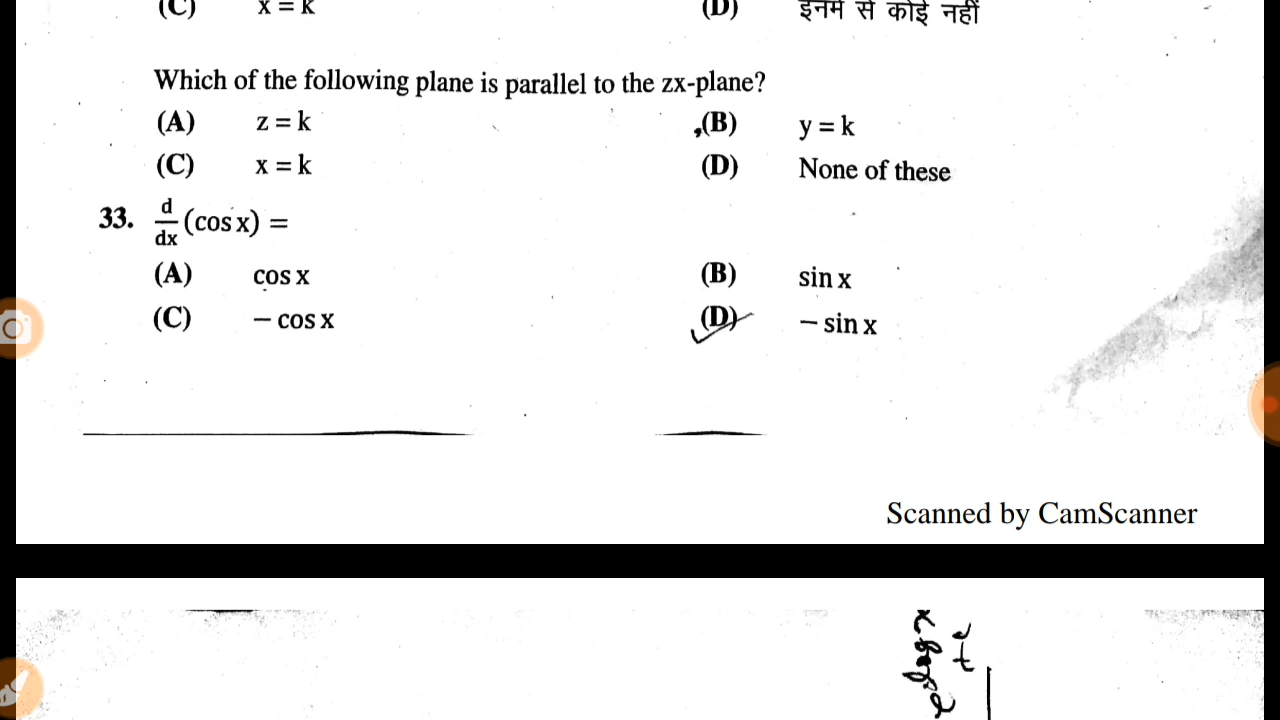 (C) x = k (D) इनमें से कोई नहीं
Which of the following plane is parallel to the zx-plane?
(A) z = k (B) y = k
(C) x = k (D) None of these
33. d/dx (cos x) =
(A) cos x (B) sin x
(C) – cos x (D) – sin x
Scanned by CamScanner